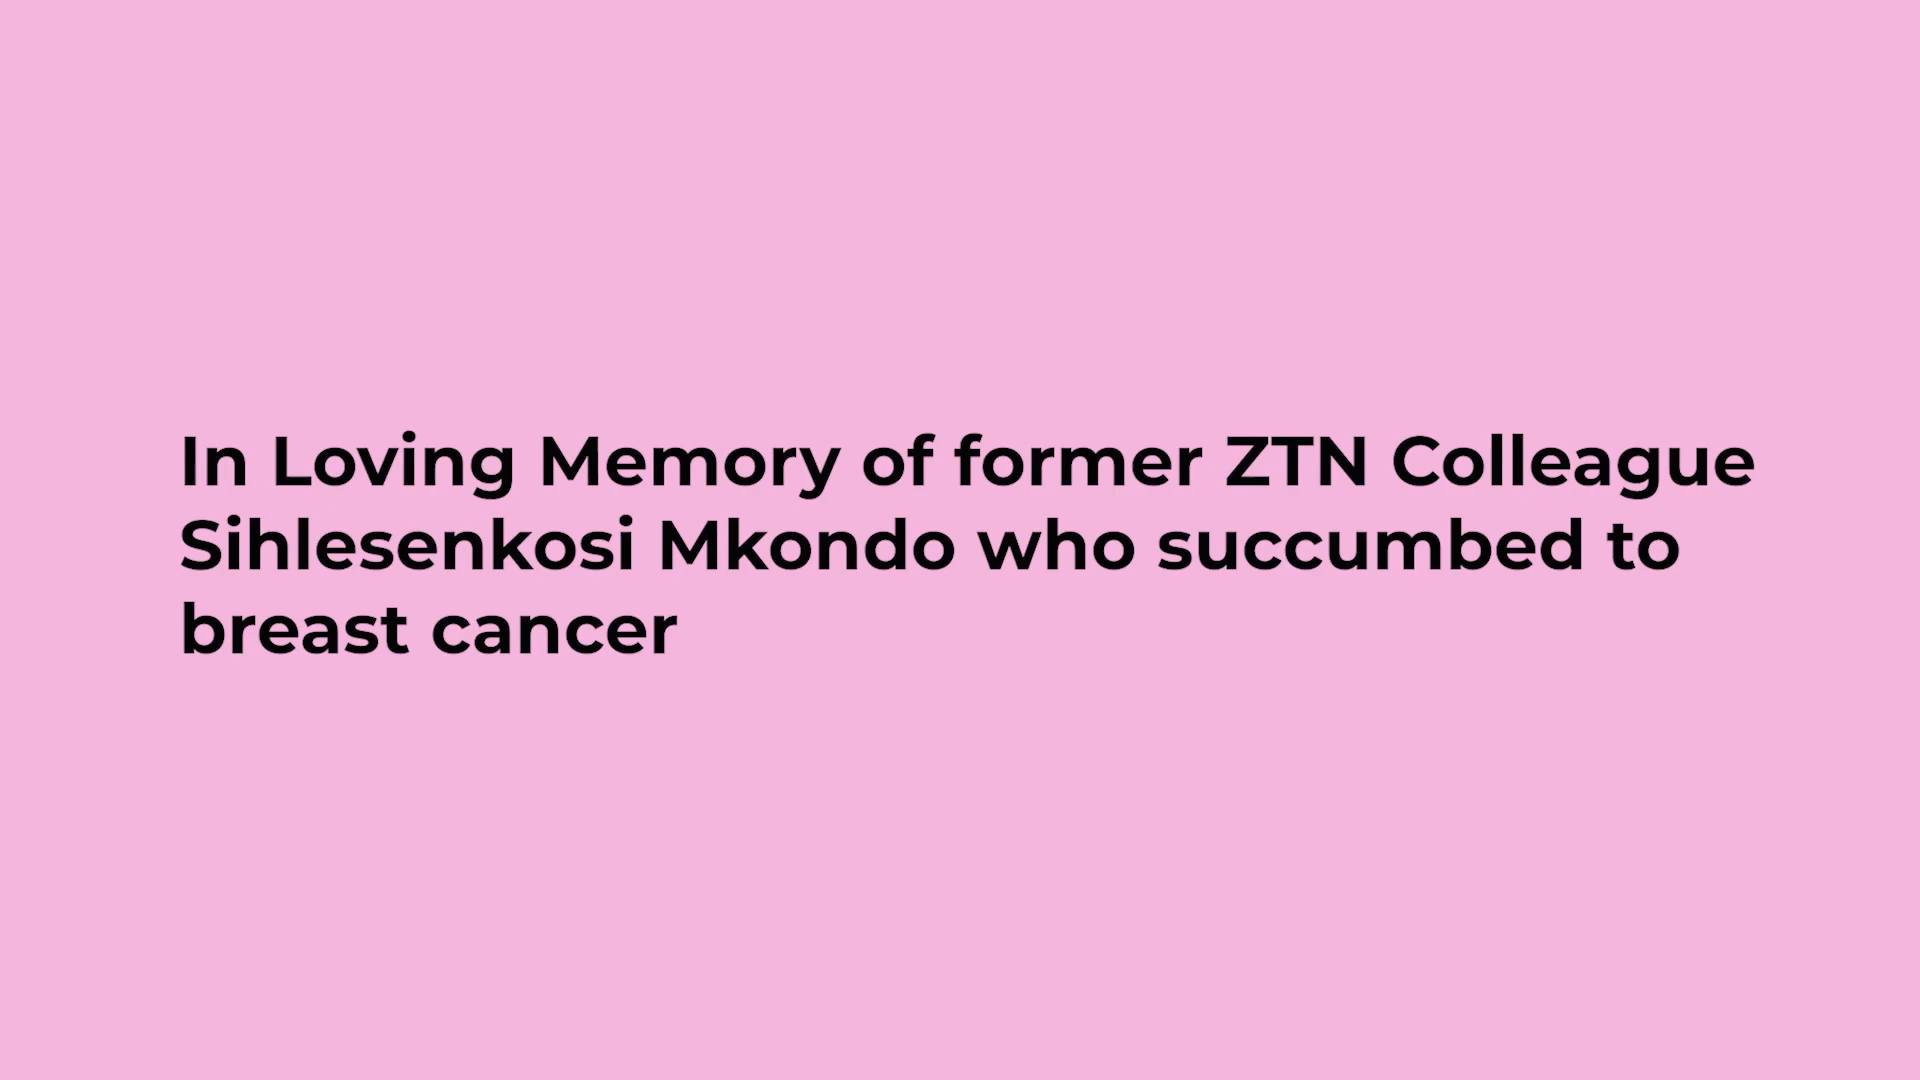 In Loving Memory of former ZTN Colleague
Sihlesenkosi Mkondo who succumbed to
breast cancer